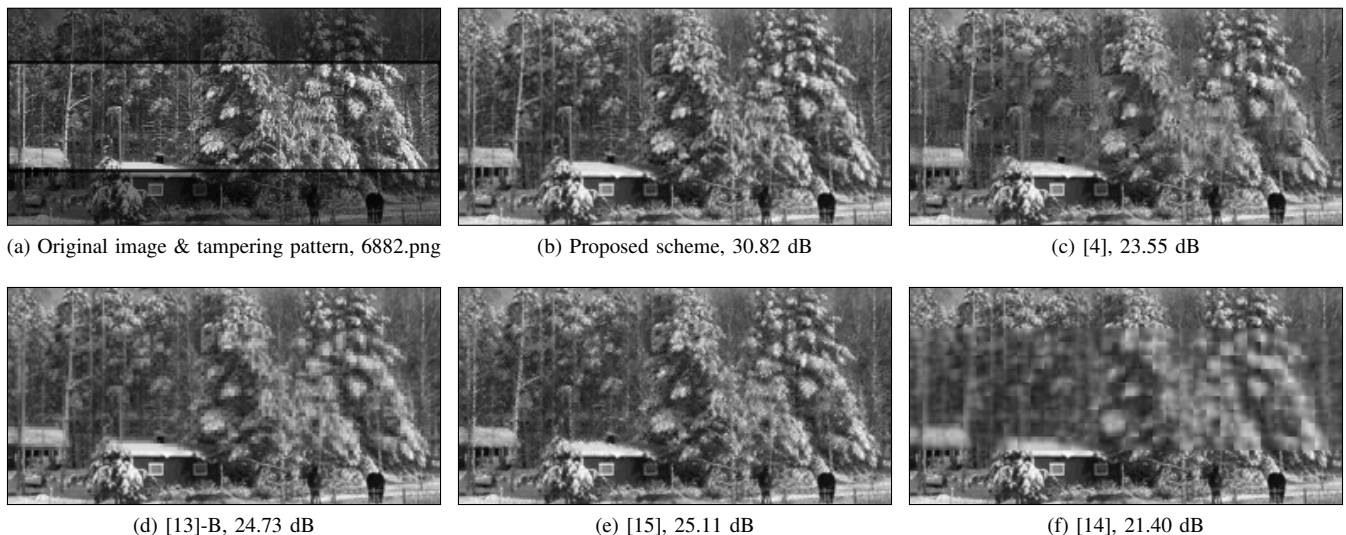 (a) Original image & tampering pattern, 6882.png
(b) Proposed scheme, 30.82 dB
(c) [4], 23.55 dB
(d) [13]-B, 24.73 dB
(e) [15], 25.11 dB
(f) [14], 21.40 dB